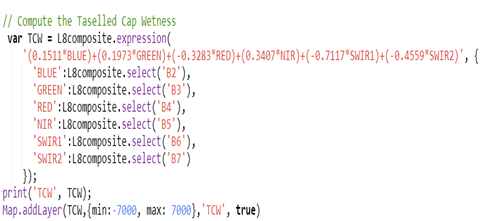 // Compute the Taselled Cap Wetness
var TCW = L8composite.expression(
'(0.1511*BLUE)+(0.1973*GREEN)+(-0.3283*RED)+(0.3407*NIR)+(-0.7117*SWIR1)+(-0.4559*SWIR2)', {
'BLUE':L8composite.select('B2'),
'GREEN':L8composite.select('B3'),
'RED':L8composite.select('B4'),
'NIR':L8composite.select('B5'),
'SWIR1':L8composite.select('B6'),
'SWIR2':L8composite.select('B7')
});
print('TCW', TCW);
Map.addLayer(TCW,{min:-7000, max: 7000},'TCW', true)